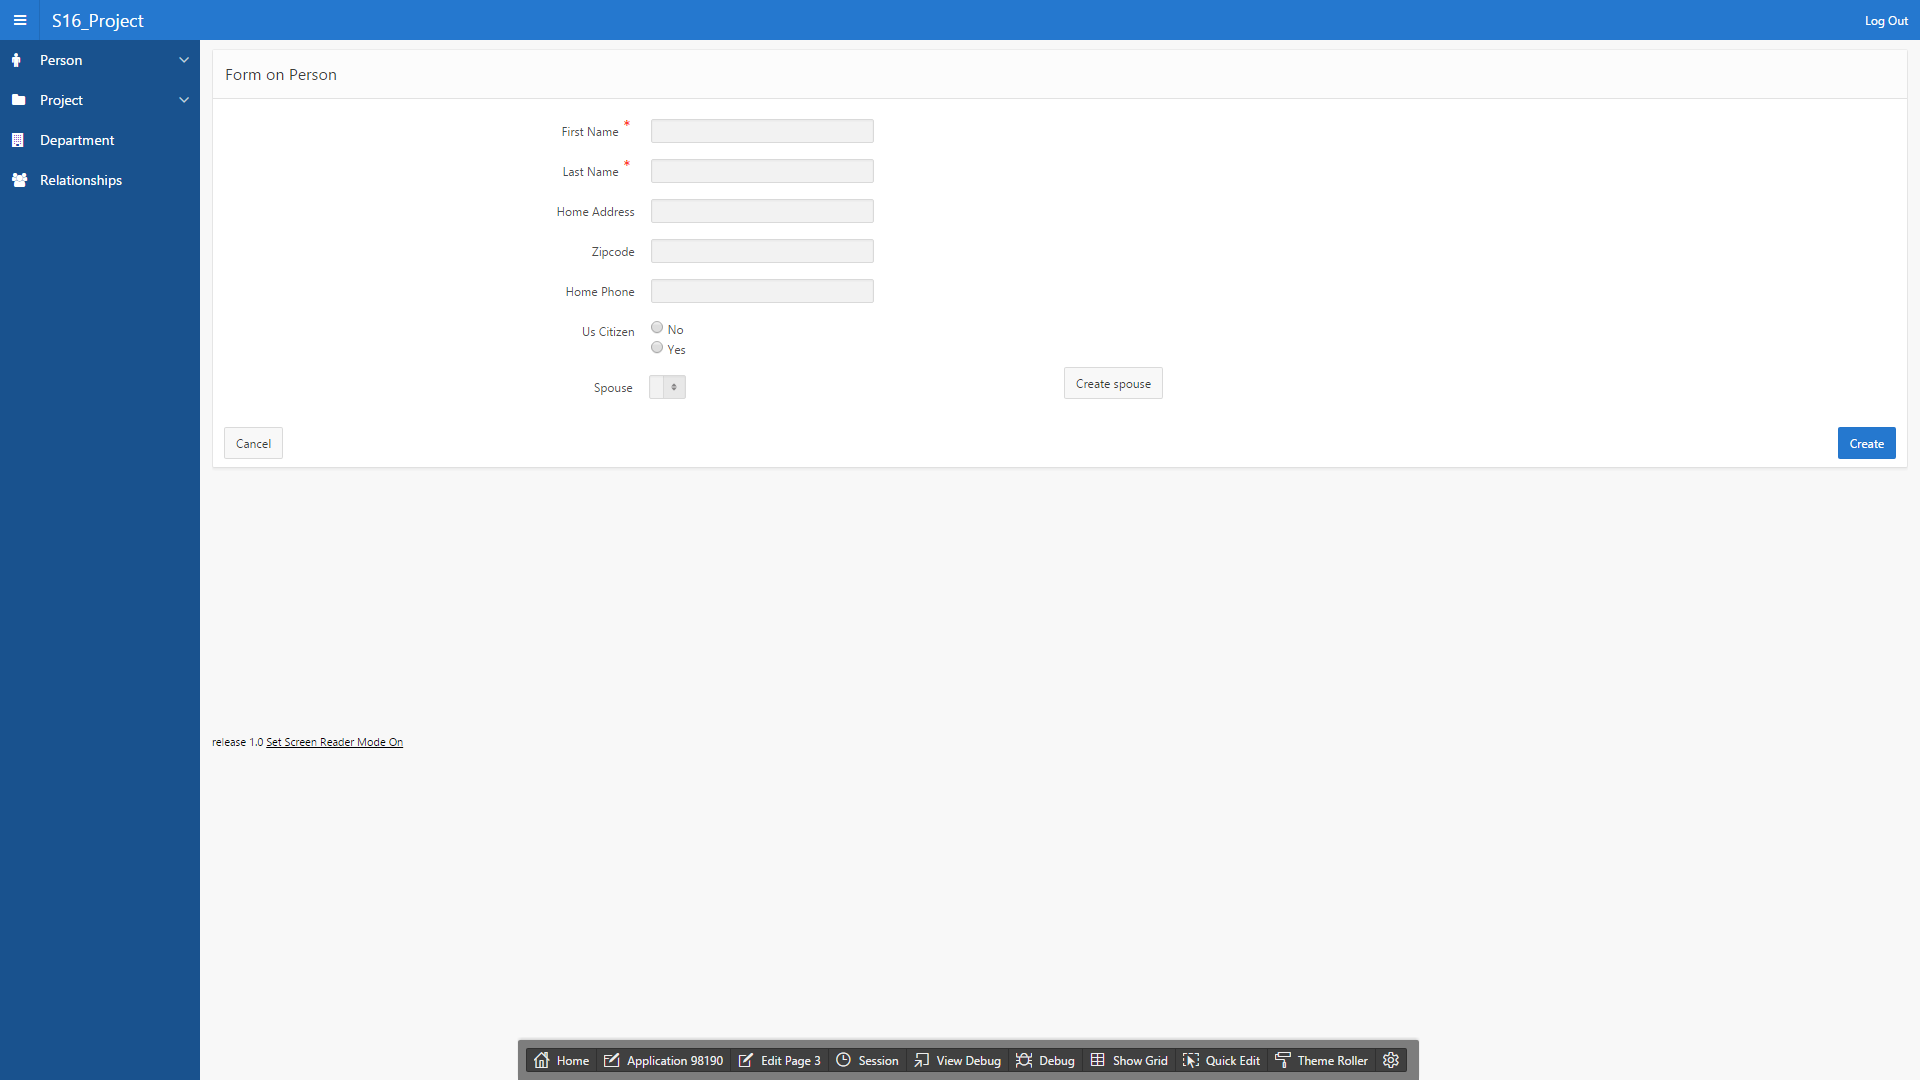 S16_Project
Log Out
Person
Project
Department
Relationships
Form on Person
First Name *
Last Name *
Home Address
Zipcode
Home Phone
Us Citizen
No
Yes
Spouse
Create spouse
Cancel
Create
release 1.0 Set Screen Reader Mode On
Home Application 98190 Edit Page 3 Session View Debug Debug Show Grid Quick Edit Theme Roller